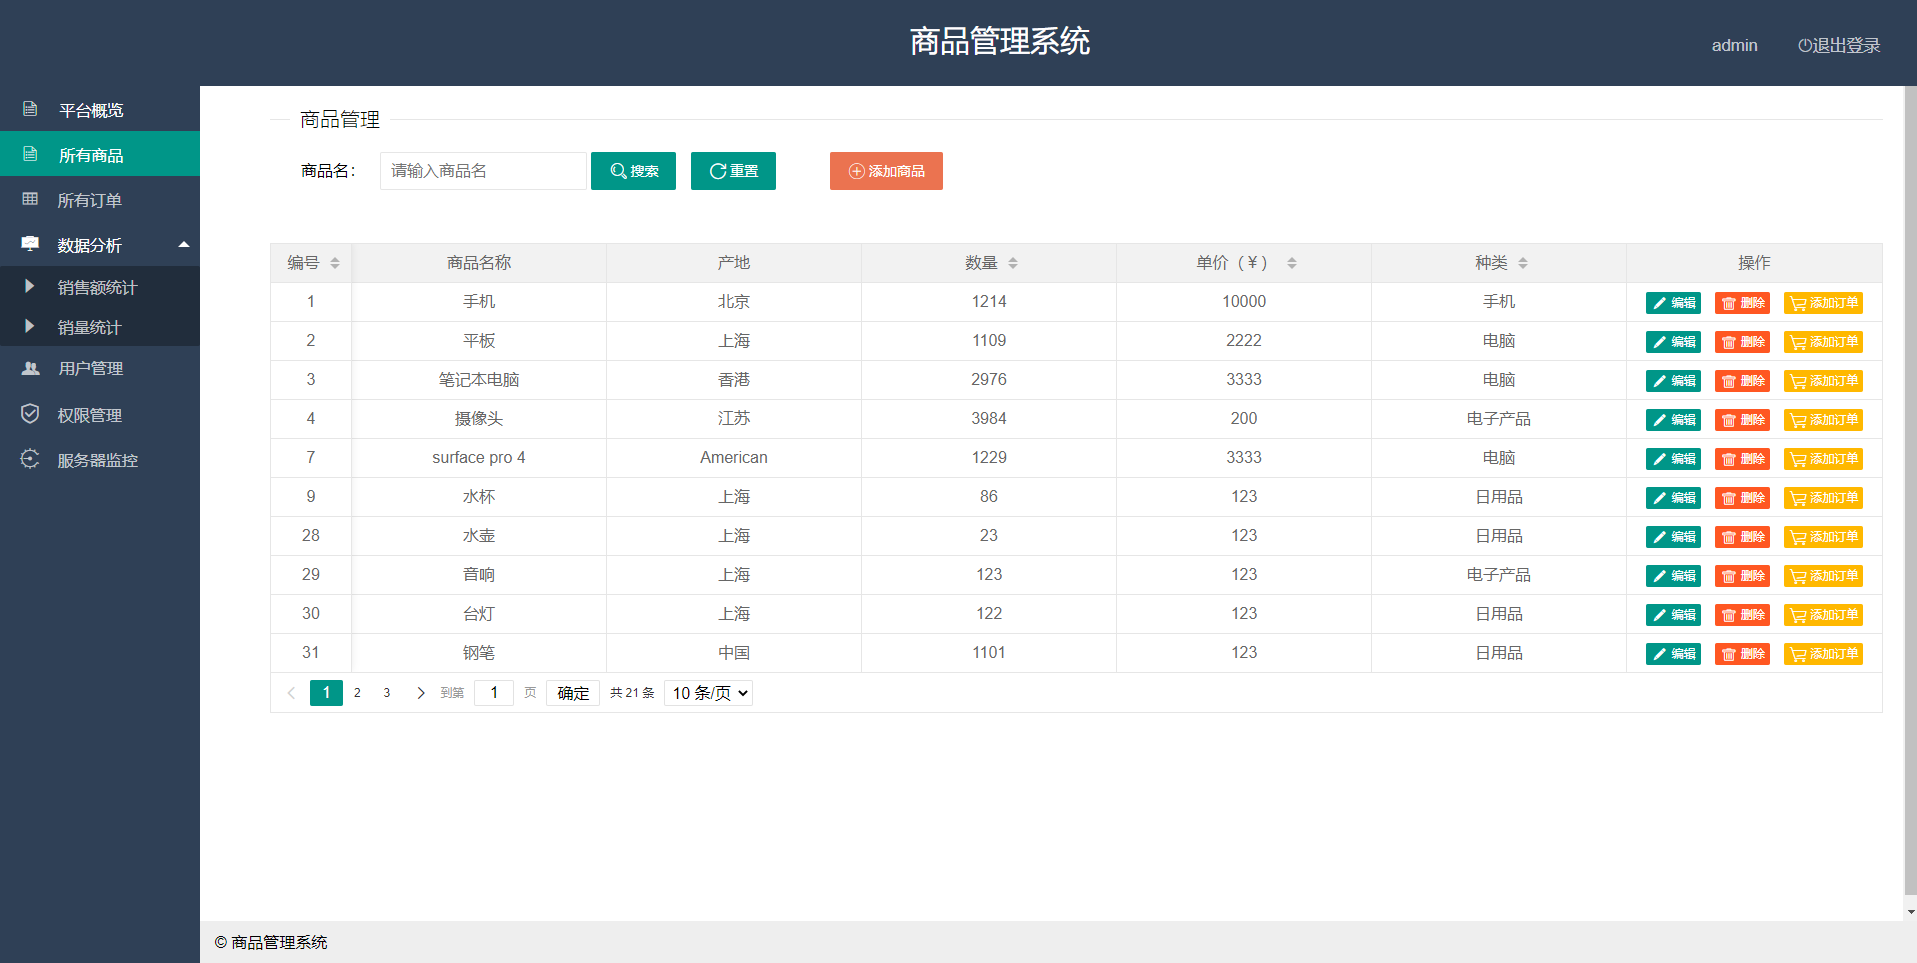 商品管理系统
admin 退出登录
平台概览
所有商品
所有订单
数据分析
销售额统计
销量统计
用户管理
权限管理
服务器监控
商品管理
商品名: 请输入商品名 搜索 重置 添加商品
编号 商品名称 产地 数量 单价（￥） 种类 操作
1 手机 北京 1214 10000 手机 编辑 删除 添加订单
2 平板 上海 1109 2222 电脑 编辑 删除 添加订单
3 笔记本电脑 香港 2976 3333 电脑 编辑 删除 添加订单
4 摄像头 江苏 3984 200 电子产品 编辑 删除 添加订单
7 surface pro 4 American 1229 3333 电脑 编辑 删除 添加订单
9 水杯 上海 86 123 日用品 编辑 删除 添加订单
28 水壶 上海 23 123 日用品 编辑 删除 添加订单
29 音响 上海 123 123 电子产品 编辑 删除 添加订单
30 台灯 上海 122 123 日用品 编辑 删除 添加订单
31 钢笔 中国 1101 123 日用品 编辑 删除 添加订单
1 2 3 到第 1 页 确定 共 21 条 10 条/页
© 商品管理系统